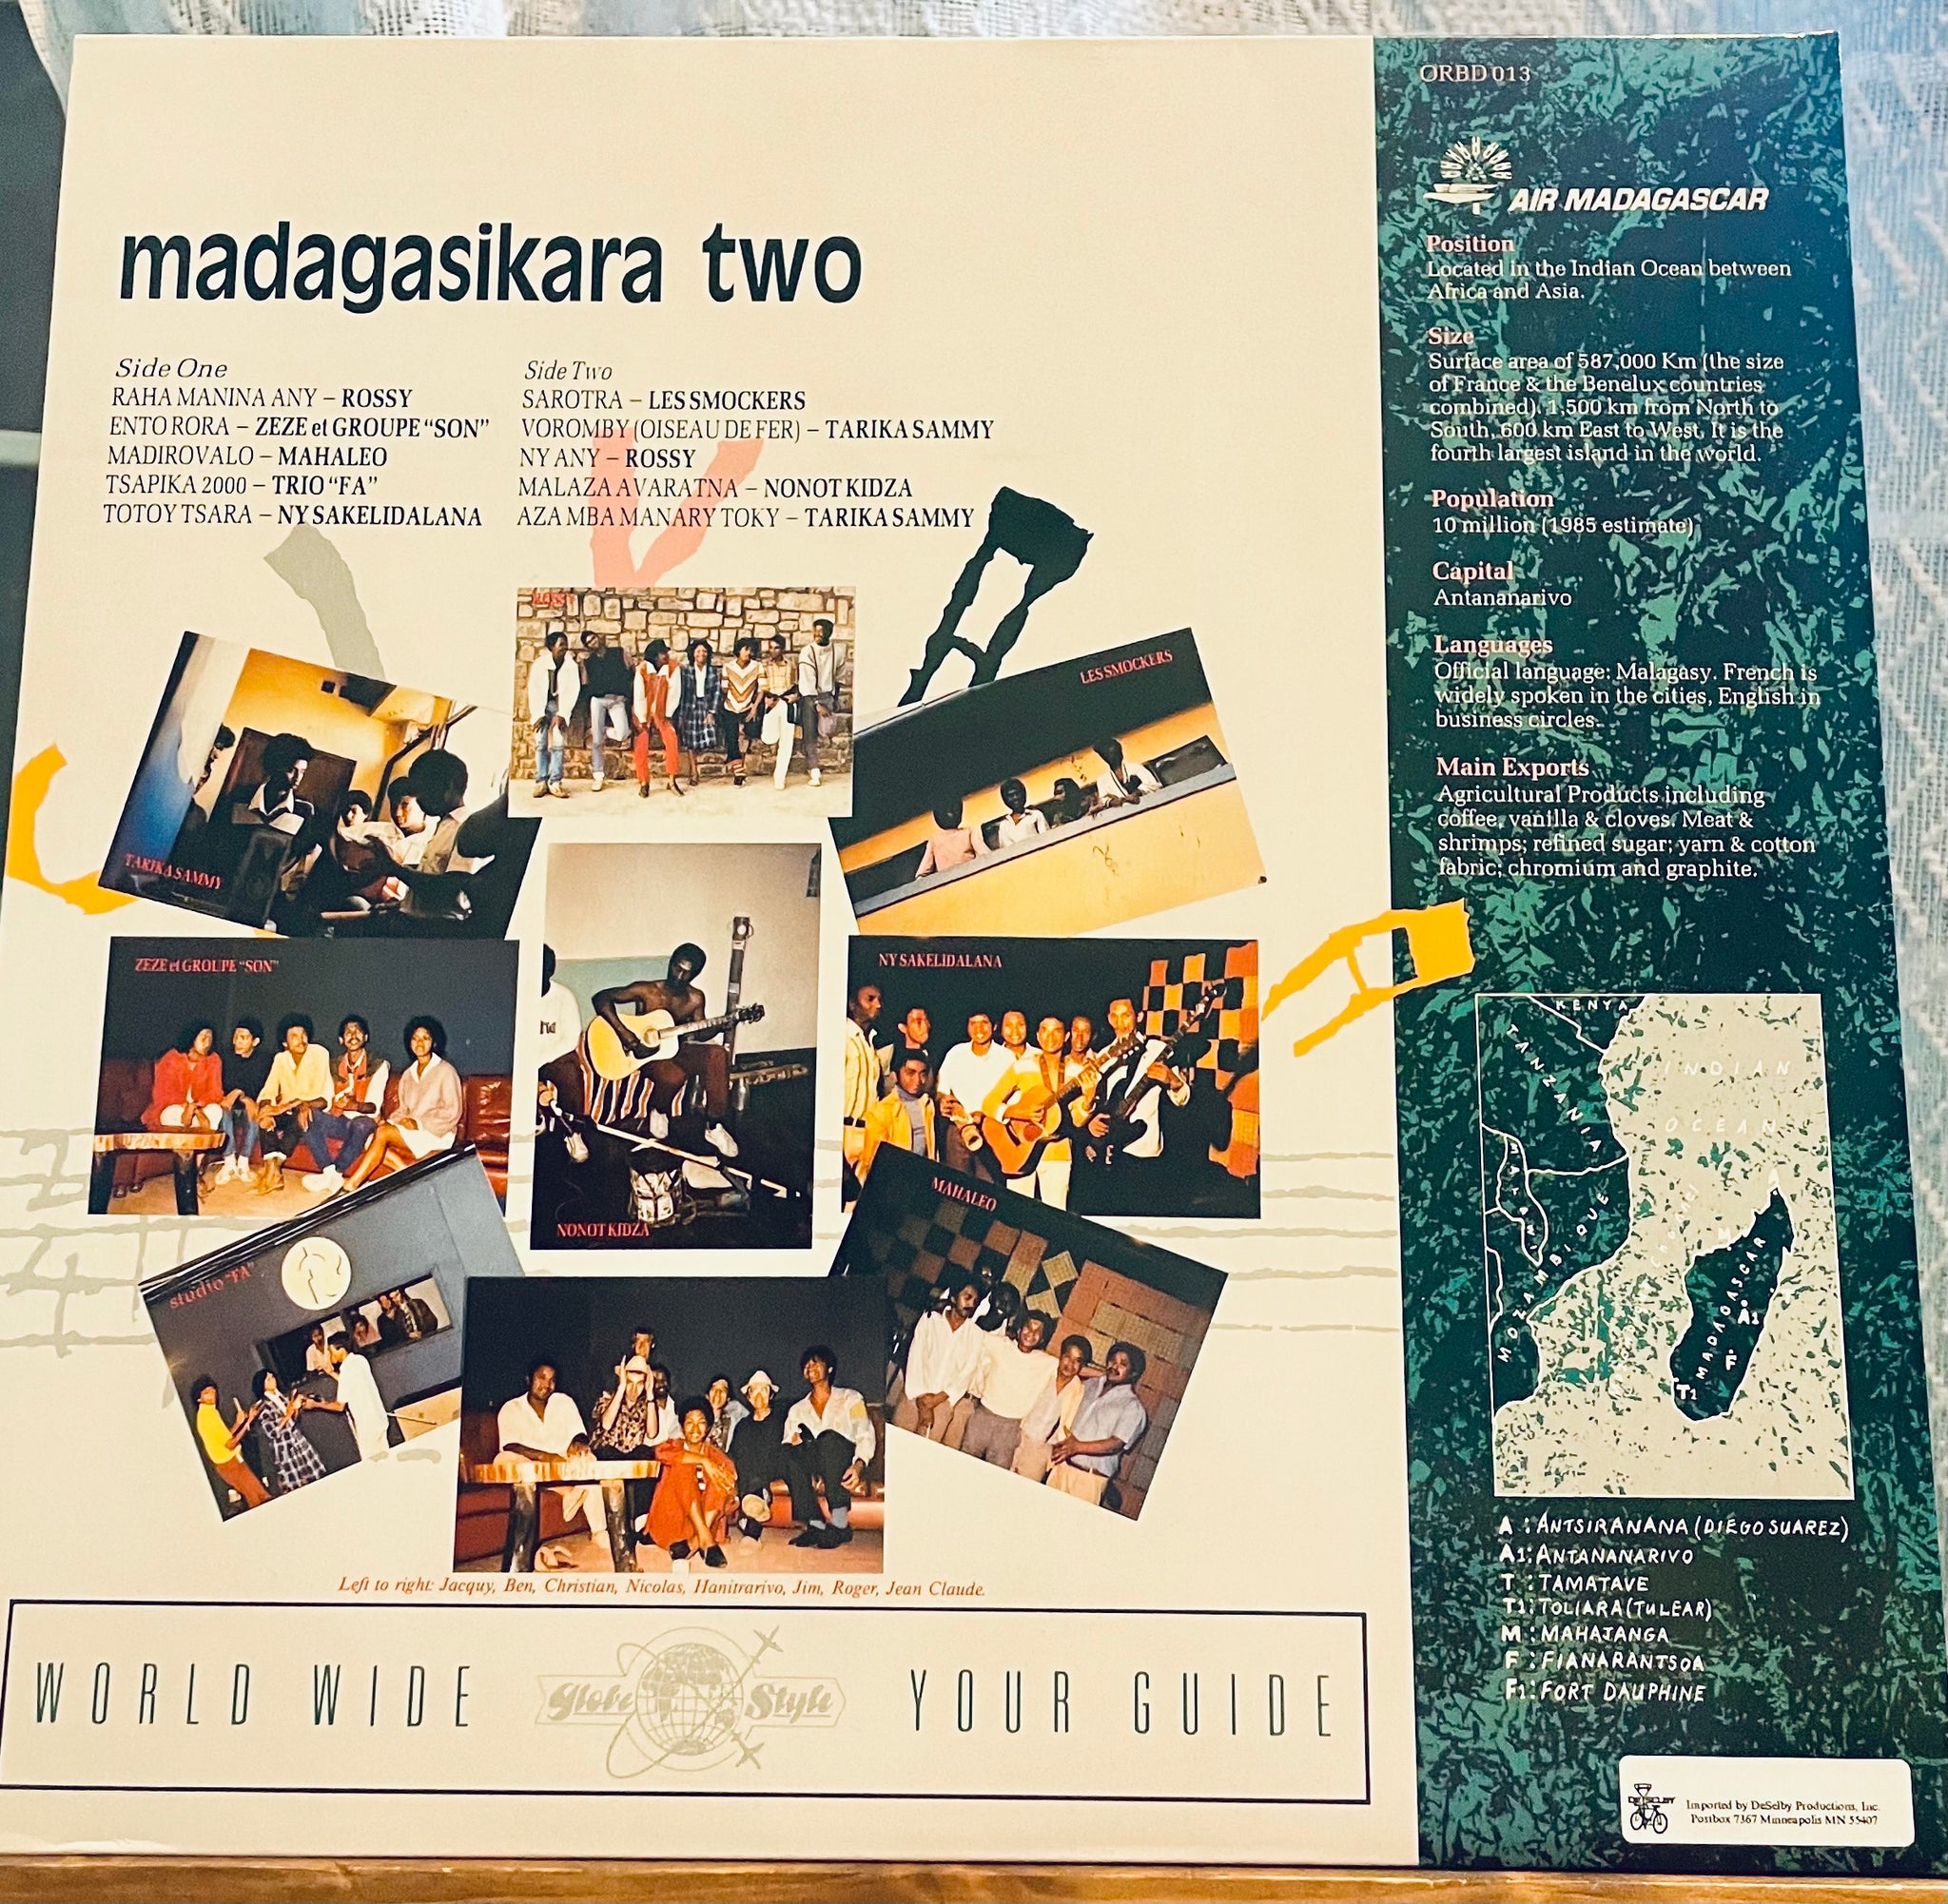 madagasikara two
Side One
RAHA MANINA ANY – ROSSY
ENTO RORA – ZEZE et GROUPE “SON”
MADIROVALO – MAHALEO
TSAPIKA 2000 – TRIO “FA”
TOTOY TSARA – NY SAKELIDALANA
Side Two
SAROTRA – LES SMOCKERS
VOROMBY (OISEAU DE FER) – TARIKA SAMMY
NY ANY – ROSSY
MALAZA AVARATNA – NONOT KIDZA
AZA MBA MANARY TOKY – TARIKA SAMMY
ROSSY
LES SMOCKERS
TARIKA SAMMY
ZEZE et GROUPE “SON”
NY SAKELIDALANA
NONOT KIDZA
MAHALEO
studio “FA”
Left to right: Jacquy, Ben, Christian, Nicolas, Hanitrarivo, Jim, Roger, Jean Claude.
WORLD WIDE
Globe Style
YOUR GUIDE
ORBD 013
AIR MADAGASCAR
Position
Located in the Indian Ocean between
Africa and Asia.
Size
Surface area of 587,000 Km (the size
of France & the Benelux countries
combined). 1,500 km from North to
South, 600 km East to West. It is the
fourth largest island in the world.
Population
10 million (1985 estimate)
Capital
Antananarivo
Languages
Official language: Malagasy. French is
widely spoken in the cities, English in
business circles.
Main Exports
Agricultural Products including
coffee, vanilla & cloves. Meat &
shrimps; refined sugar; yarn & cotton
fabric; chromium and graphite.
KENYA
TANZANIA
INDIAN
OCEAN
MALAWI
MOZAMBIQUE
M
MADAGASCAR
A1
F
T1
A : ANTSIRANANA (DIEGO SUAREZ)
A1: ANTANANARIVO
T : TAMATAVE
T1: TOLIARA (TULEAR)
M : MAHAJANGA
F : FIANARANTSOA
F1: FORT DAUPHINE
DE SELBY
Imported by DeSelby Productions, Inc.
Postbox 7367 Minneapolis MN 55407